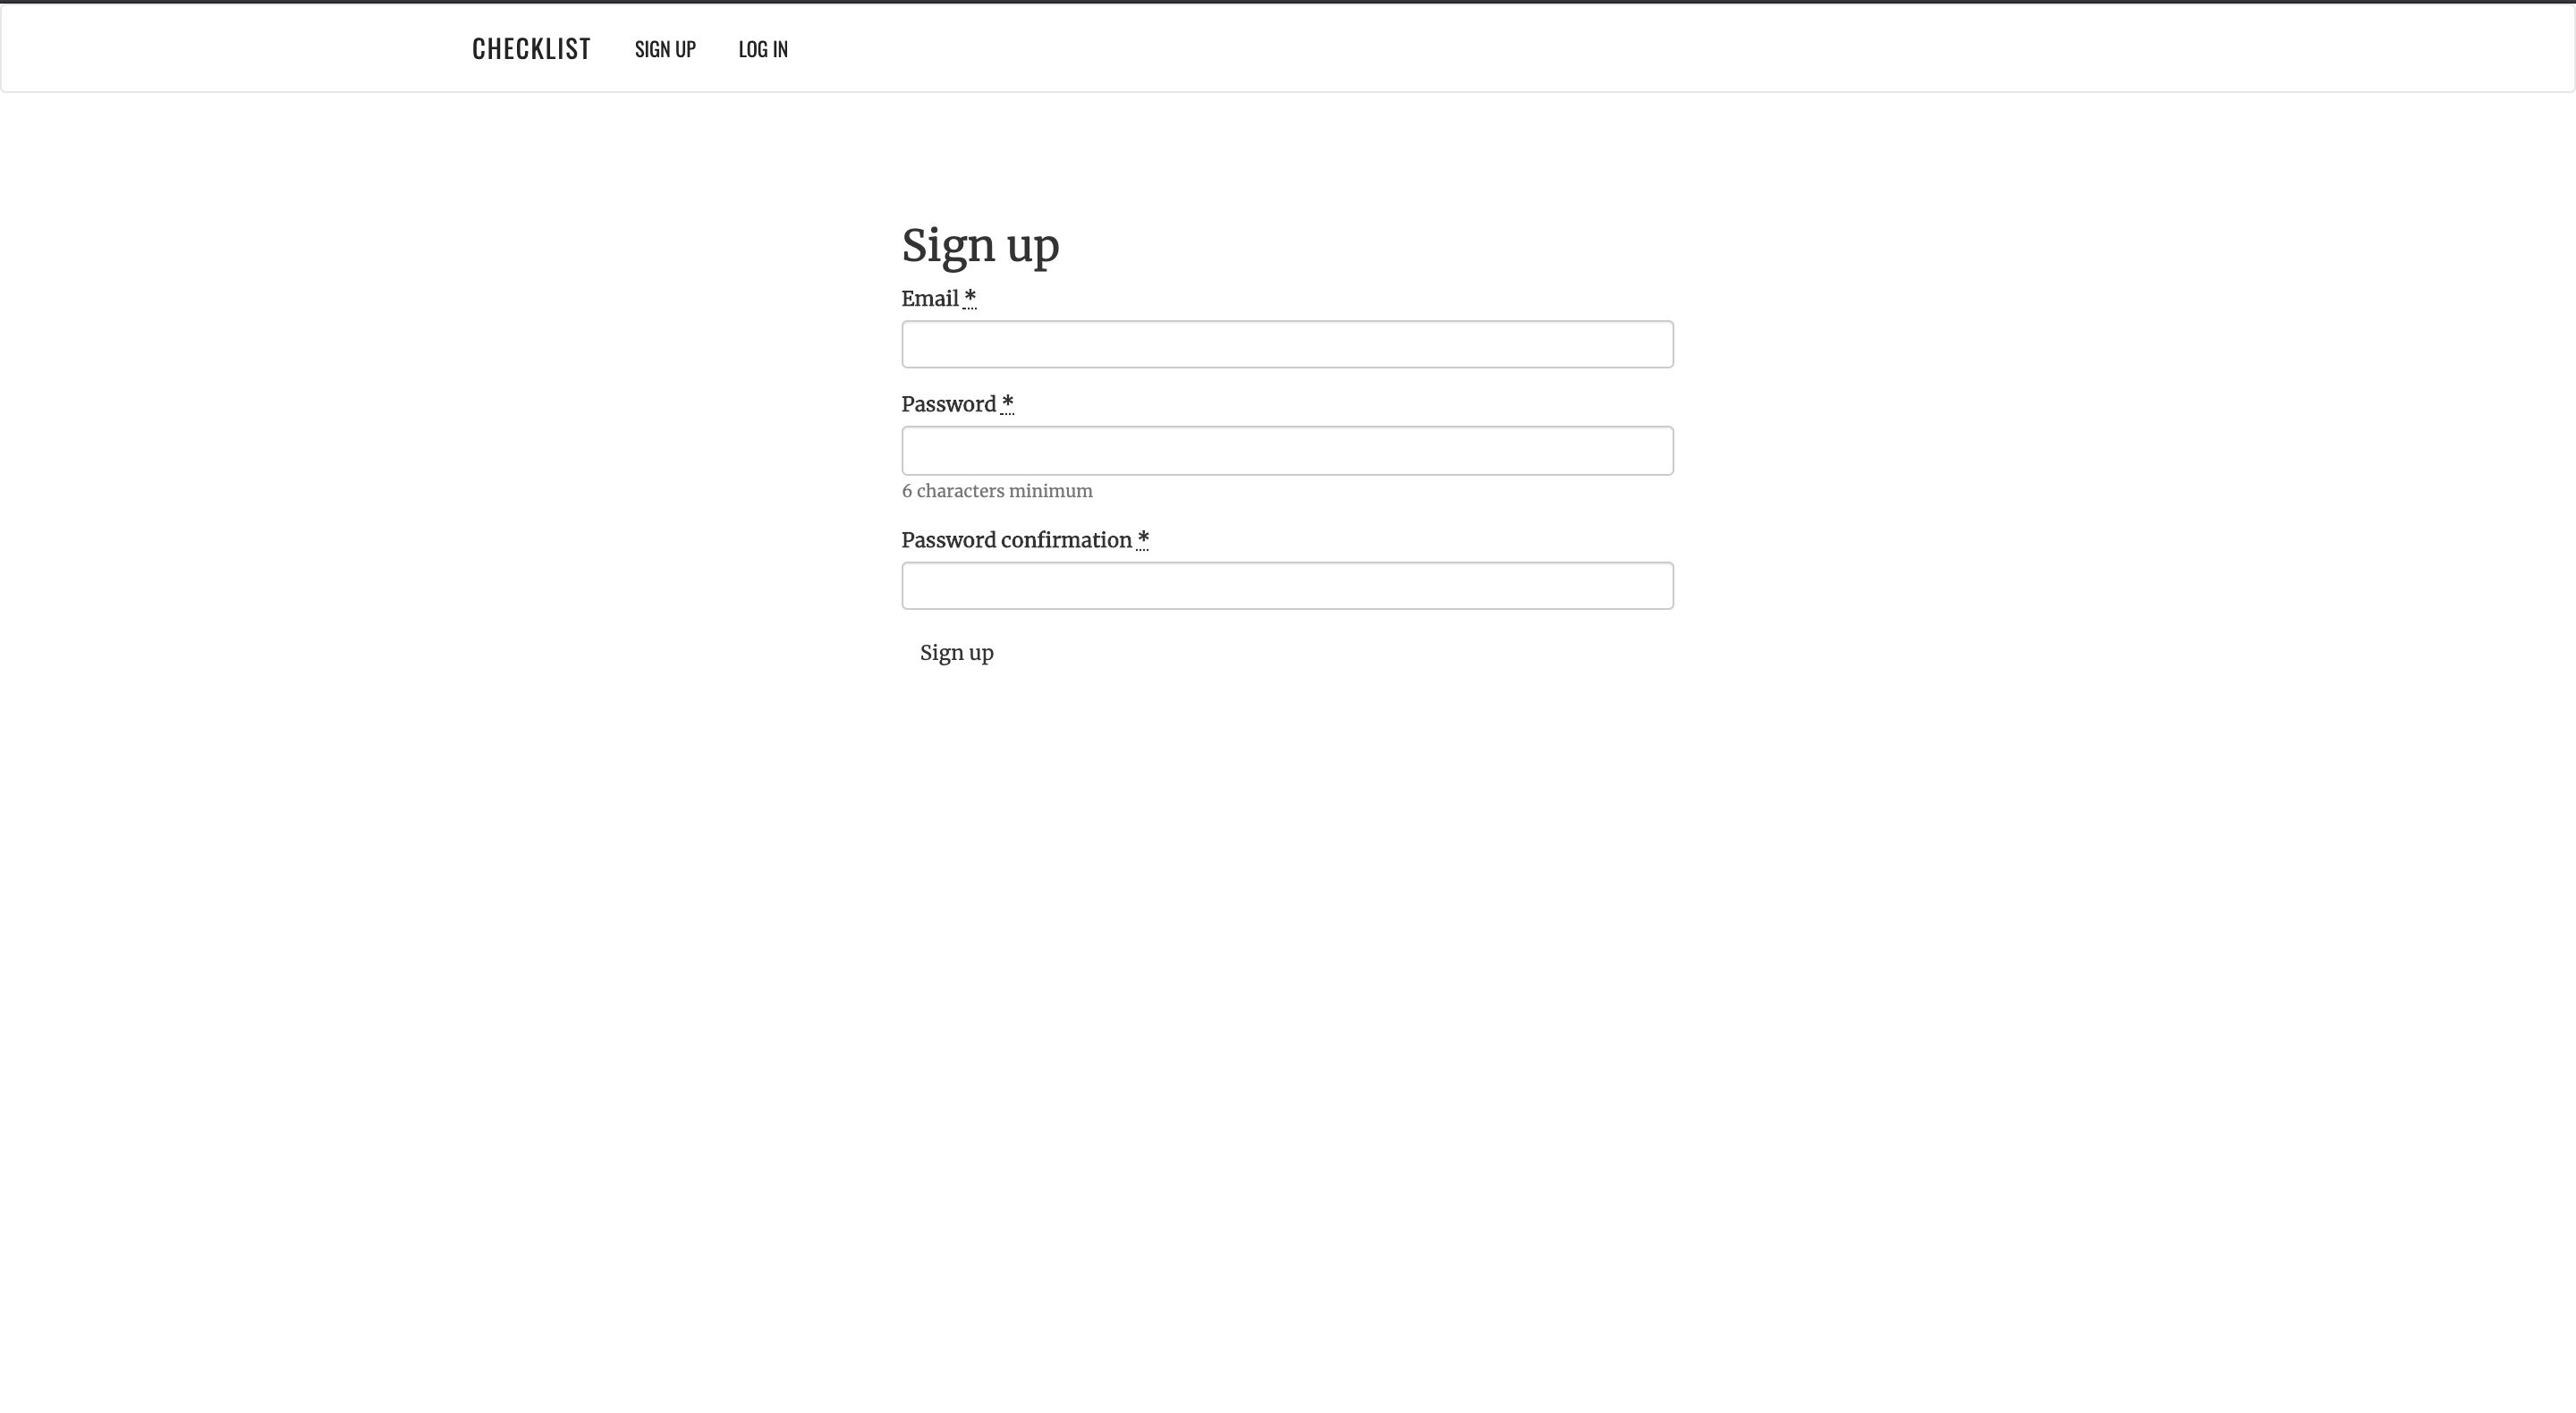 CHECKLIST SIGN UP LOG IN
Sign up
Email *
Password *
6 characters minimum
Password confirmation *
Sign up